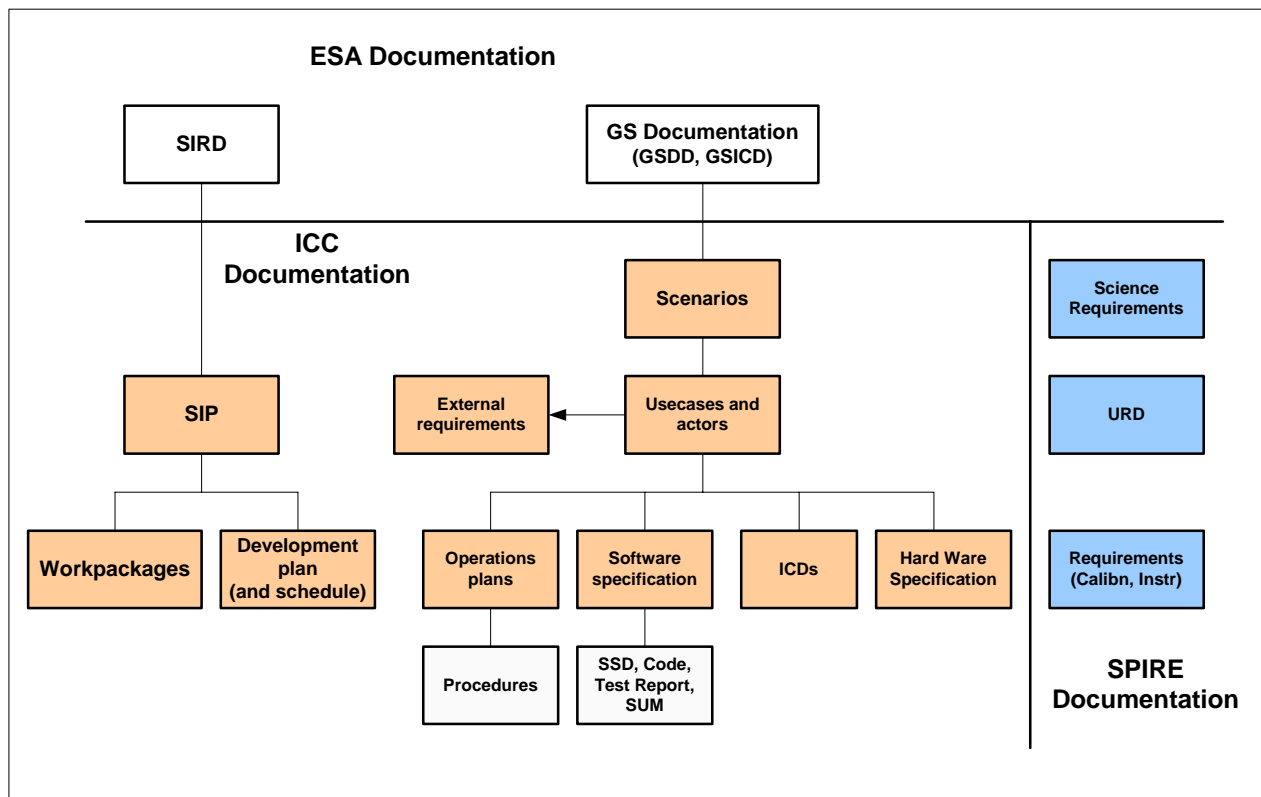 ESA Documentation
SIRD
GS Documentation
(GSDD, GSICD)
ICC
Documentation
Scenarios
Science
Requirements
SIP
External
requirements
Usecases and
actors
URD
Workpackages
Development
plan
(and schedule)
Operations
plans
Software
specification
ICDs
Hard Ware
Specification
Requirements
(Calibn, Instr)
Procedures
SSD, Code,
Test Report,
SUM
SPIRE
Documentation